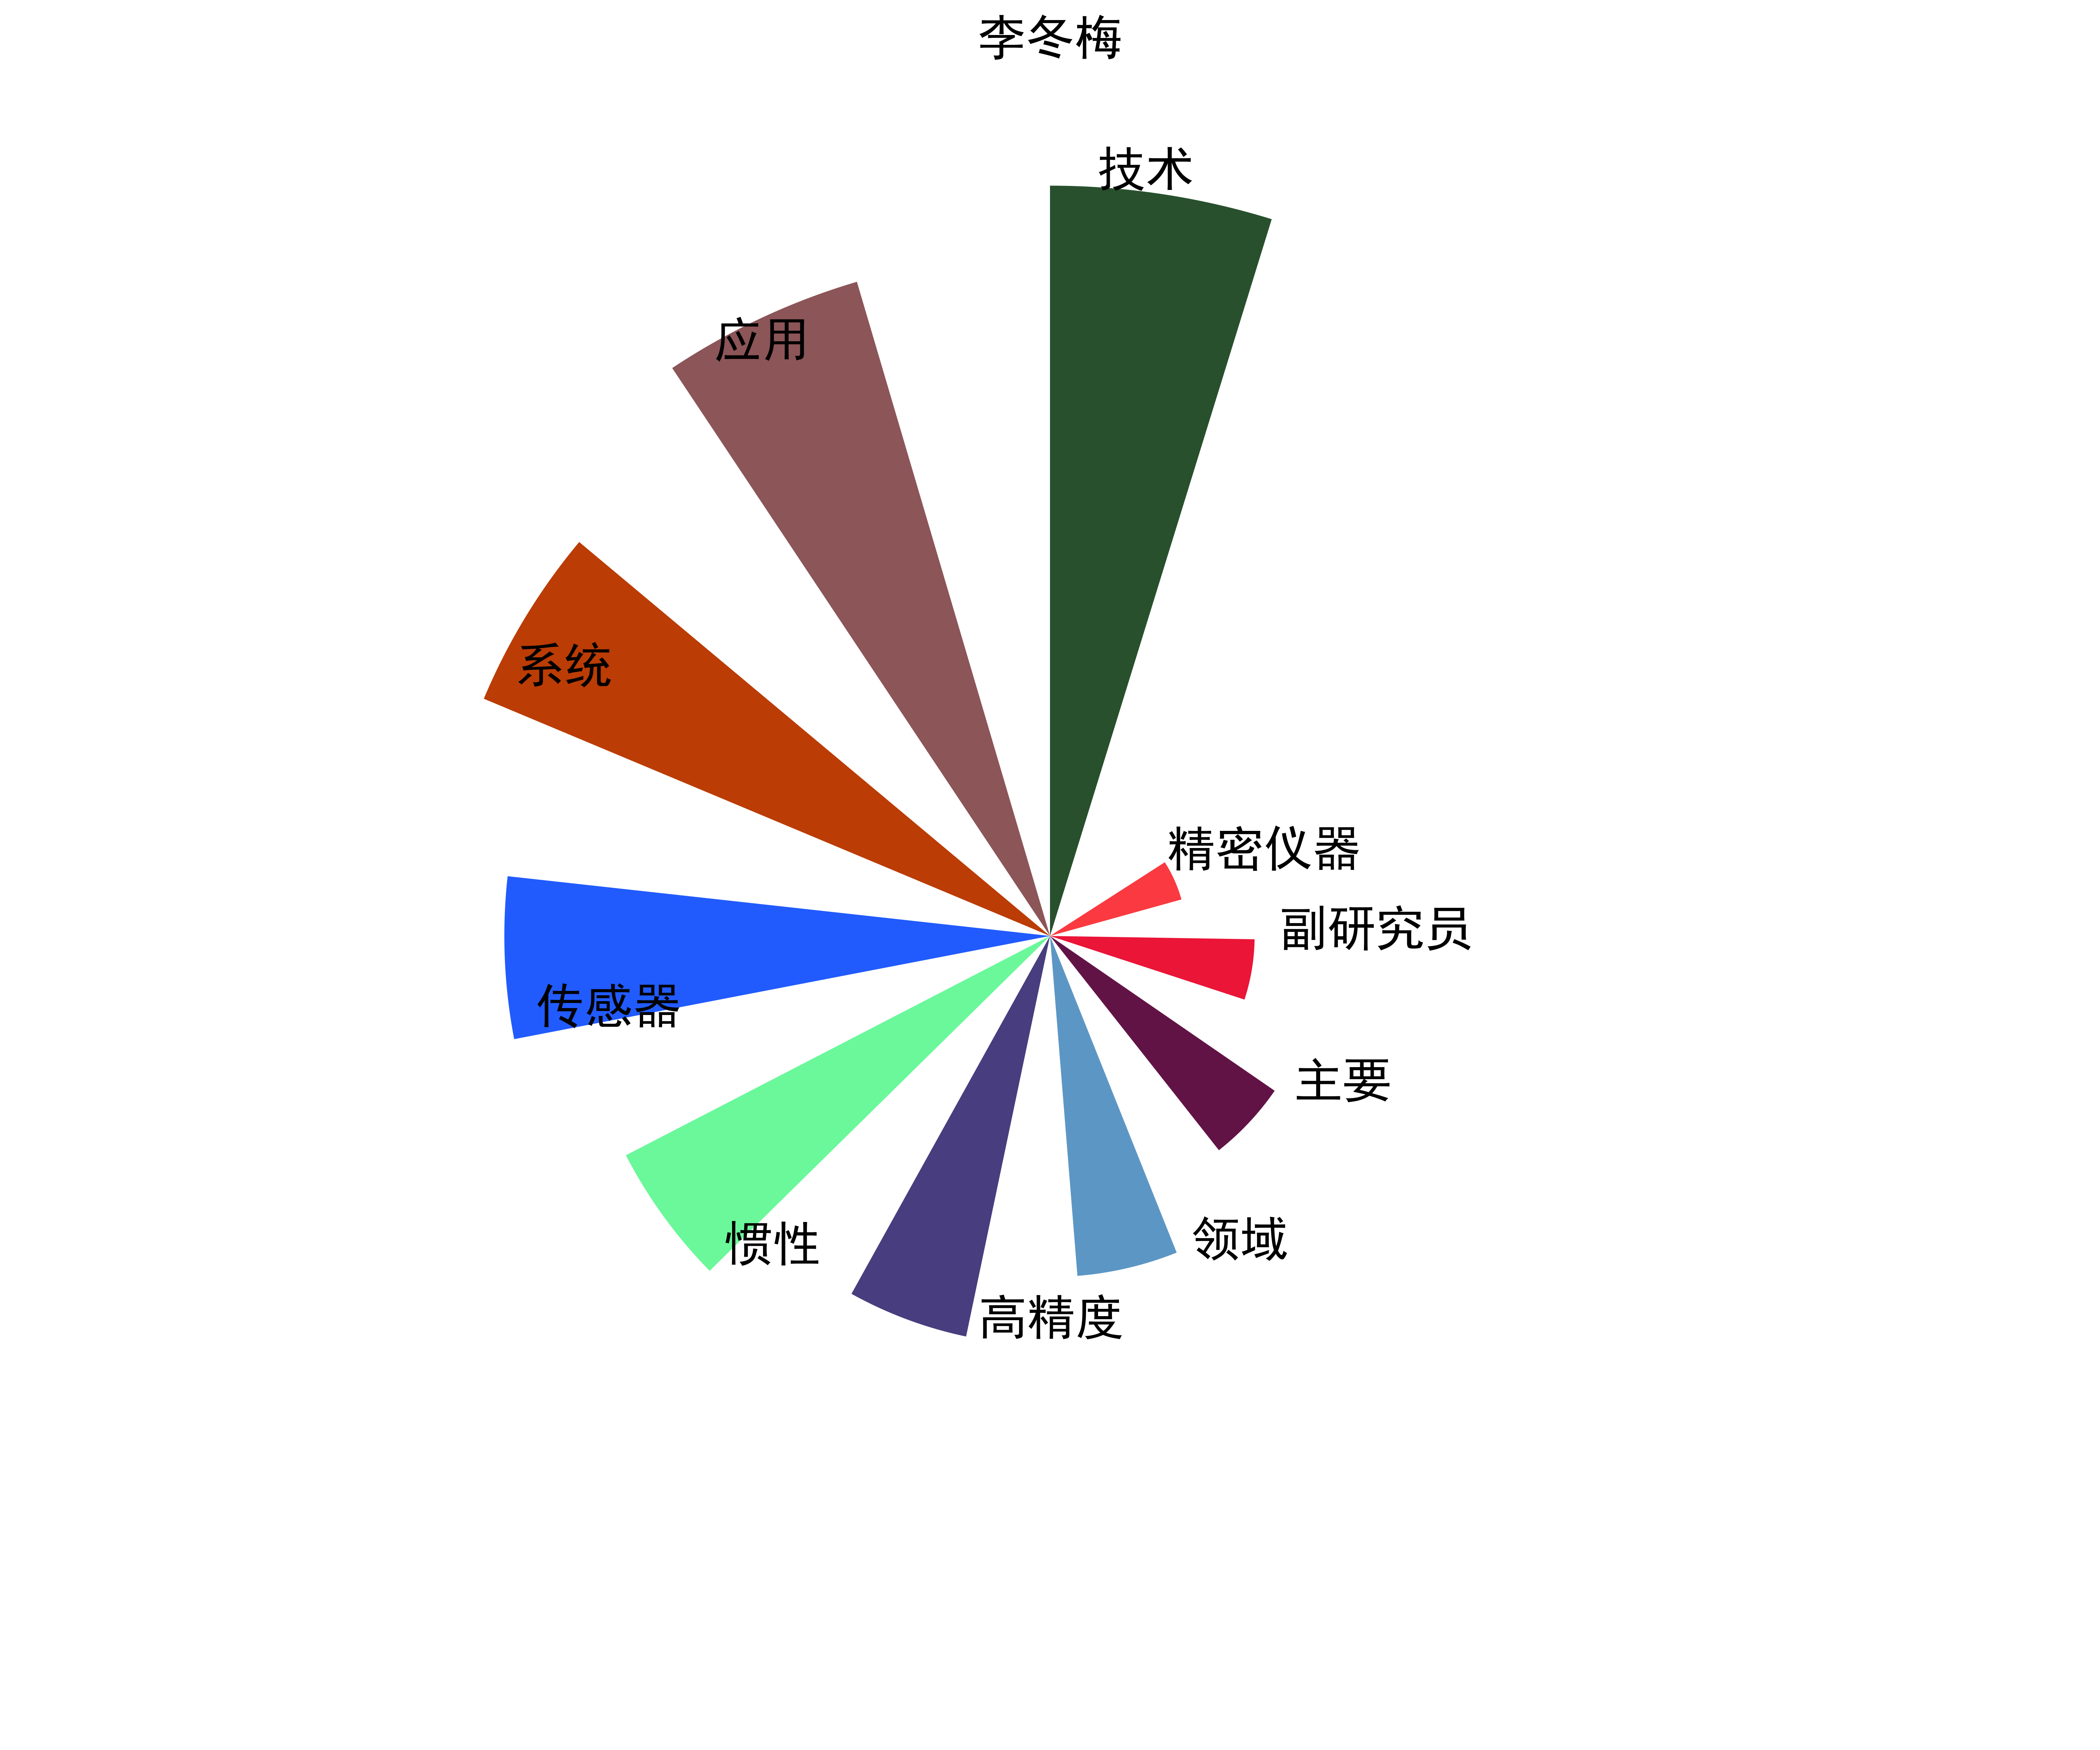 李冬梅
技术
应用
系统
精密仪器
副研究员
传感器
主要
领域
惯性
高精度